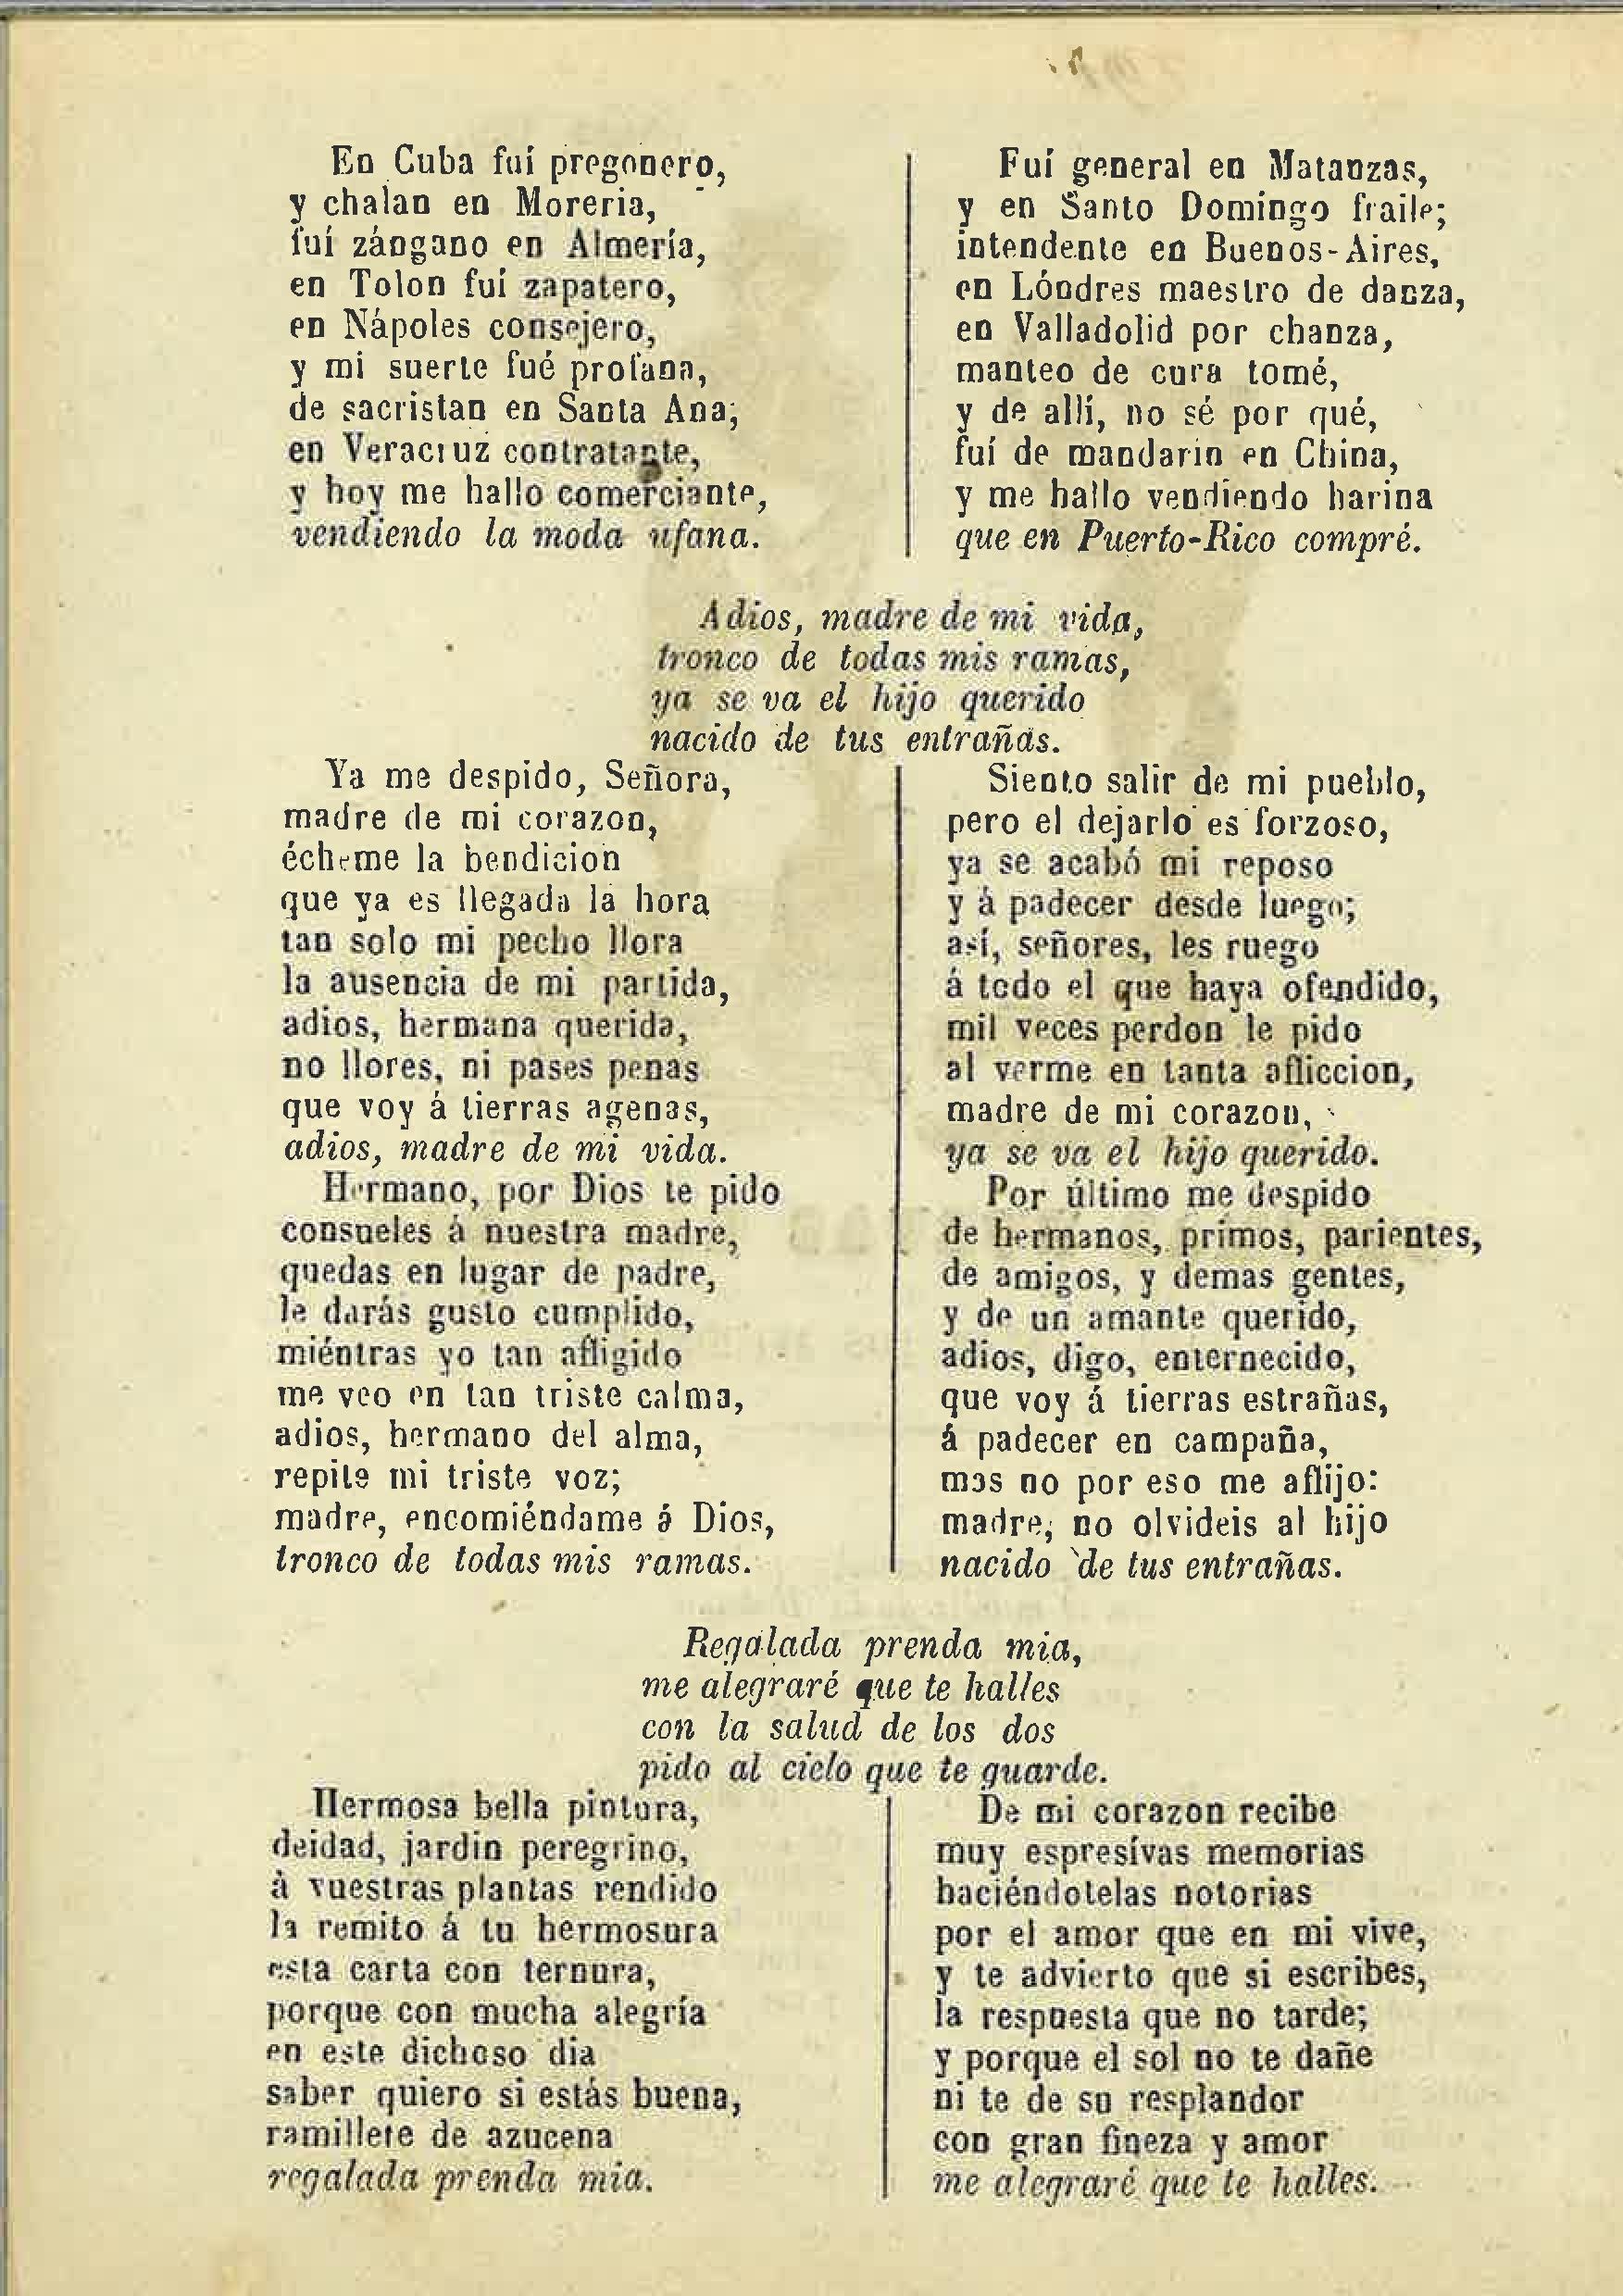 En Cuba fuí pregonero,
y chalan en Moreria,
fuí zángano en Almería,
en Tolon fuí zapatero,
en Nápoles consejero,
y mi suerte fué profana,
de sacristan en Santa Ana;
en Veracruz contratante,
y hoy me hallo comerciante,
vendiendo la moda ufana.
Fuí general en Matanzas,
y en Santo Domingo fraile;
intendente en Buenos-Aires,
en Lóndres maestro de danza,
en Valladolid por chanza,
manteo de cura tomé,
y de allí, no sé por qué,
fuí de mandarin en China,
y me hallo vendiendo harina
que en Puerto-Rico compré.
Adios, madre de mi vida,
tronco de todas mis ramas,
ya se va el hijo querido
nacido de tus entrañas.
Ya me despido, Señora,
madre de mi corazon,
écheme la bendicion
que ya es llegada la hora
tan solo mi pecho llora
la ausencia de mi partida,
adios, hermana querida,
no llores, ni pases penas
que voy á tierras agenas,
adios, madre de mi vida.
Hermano, por Dios te pido
consueles á nuestra madre,
quedas en lugar de padre,
le darás gusto cumplido,
miéntras yo tan afligido
me veo en tan triste calma,
adios, hermano del alma,
repite mi triste voz;
madre, encomiéndame á Dios,
tronco de todas mis ramas.
Siento salir de mi pueblo,
pero el dejarlo es forzoso,
ya se acabó mi reposo
y á padecer desde luego;
así, señores, les ruego
á todo el que haya ofendido,
mil veces perdon le pido
al verme en tanta afliccion,
madre de mi corazon,
ya se va el hijo querido.
Por último me despido
de hermanos, primos, parientes,
de amigos, y demas gentes,
y de un amante querido,
adios, digo, enternecido,
que voy á tierras estrañas,
á padecer en campaña,
mas no por eso me aflijo:
madre, no olvideis al hijo
nacido de tus entrañas.
Regalada prenda mia,
me alegraré que te halles
con la salud de los dos
pido al cielo que te guarde.
Hermosa bella pintura,
deidad, jardin peregrino,
á vuestras plantas rendido
la remito á tu hermosura
esta carta con ternura,
porque con mucha alegría
en este dichoso dia
saber quiero si estás buena,
ramillete de azucena
regalada prenda mia.
De mi corazon recibe
muy espresívas memorias
haciéndotelas notorias
por el amor que en mi vive,
y te advierto que si escribes,
la respuesta que no tarde;
y porque el sol no te dañe
ni te de su resplandor
con gran fineza y amor
me alegraré que te halles.